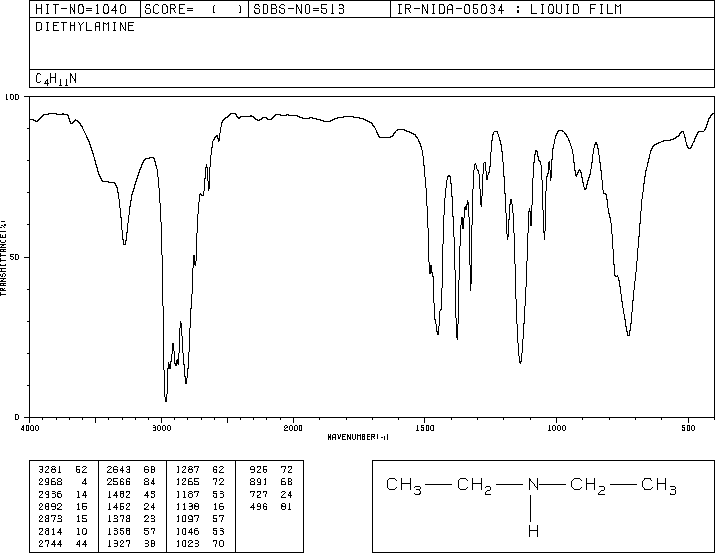 HIT-NO=1040 SCORE= ( ) SDBS-NO=513 IR-NIDA-05034 : LIQUID FILM
DIETHYLAMINE
C4H11N
100
50
0
TRANSMITTANCE(%)
4000 3000 2000 1500 1000 500
WAVENUMBER(-1)
3281 52 2643 68 1287 62 925 72
2968 4 2566 84 1265 72 891 68
2936 14 1482 43 1187 53 727 24
2892 15 1452 24 1138 16 496 81
2873 15 1378 23 1097 57
2814 10 1358 57 1046 53
2744 44 1327 38 1023 70
CH3 CH2 N CH2 CH3
H